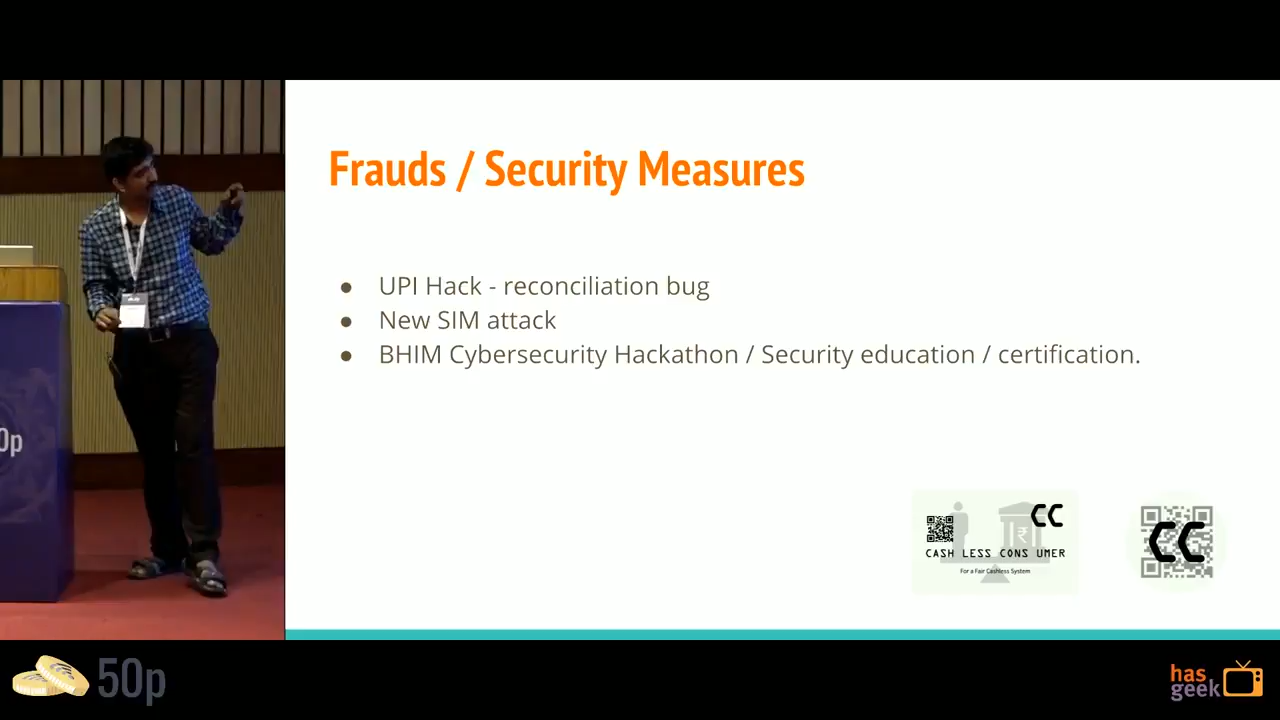 Frauds / Security Measures
● UPI Hack - reconciliation bug
● New SIM attack
● BHIM Cybersecurity Hackathon / Security education / certification.
CC
₹
CASH LESS CONS UMER
For a Fair Cashless System
CC
0p
50p
has
geek